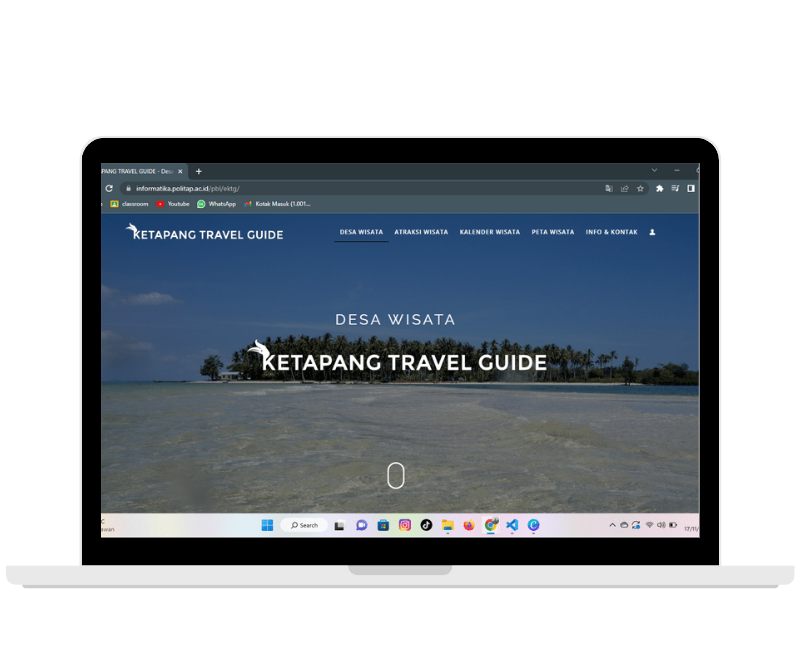 PANG TRAVEL GUIDE - Des
informatika.politap.ac.id/pbl/ektg/
classroom Youtube WhatsApp Kotak Masuk (1.001...
KETAPANG TRAVEL GUIDE DESA WISATA ATRAKSI WISATA KALENDER WISATA PETA WISATA INFO & KONTAK
DESA WISATA
KETAPANG TRAVEL GUIDE
C
awan
Search
17/11/